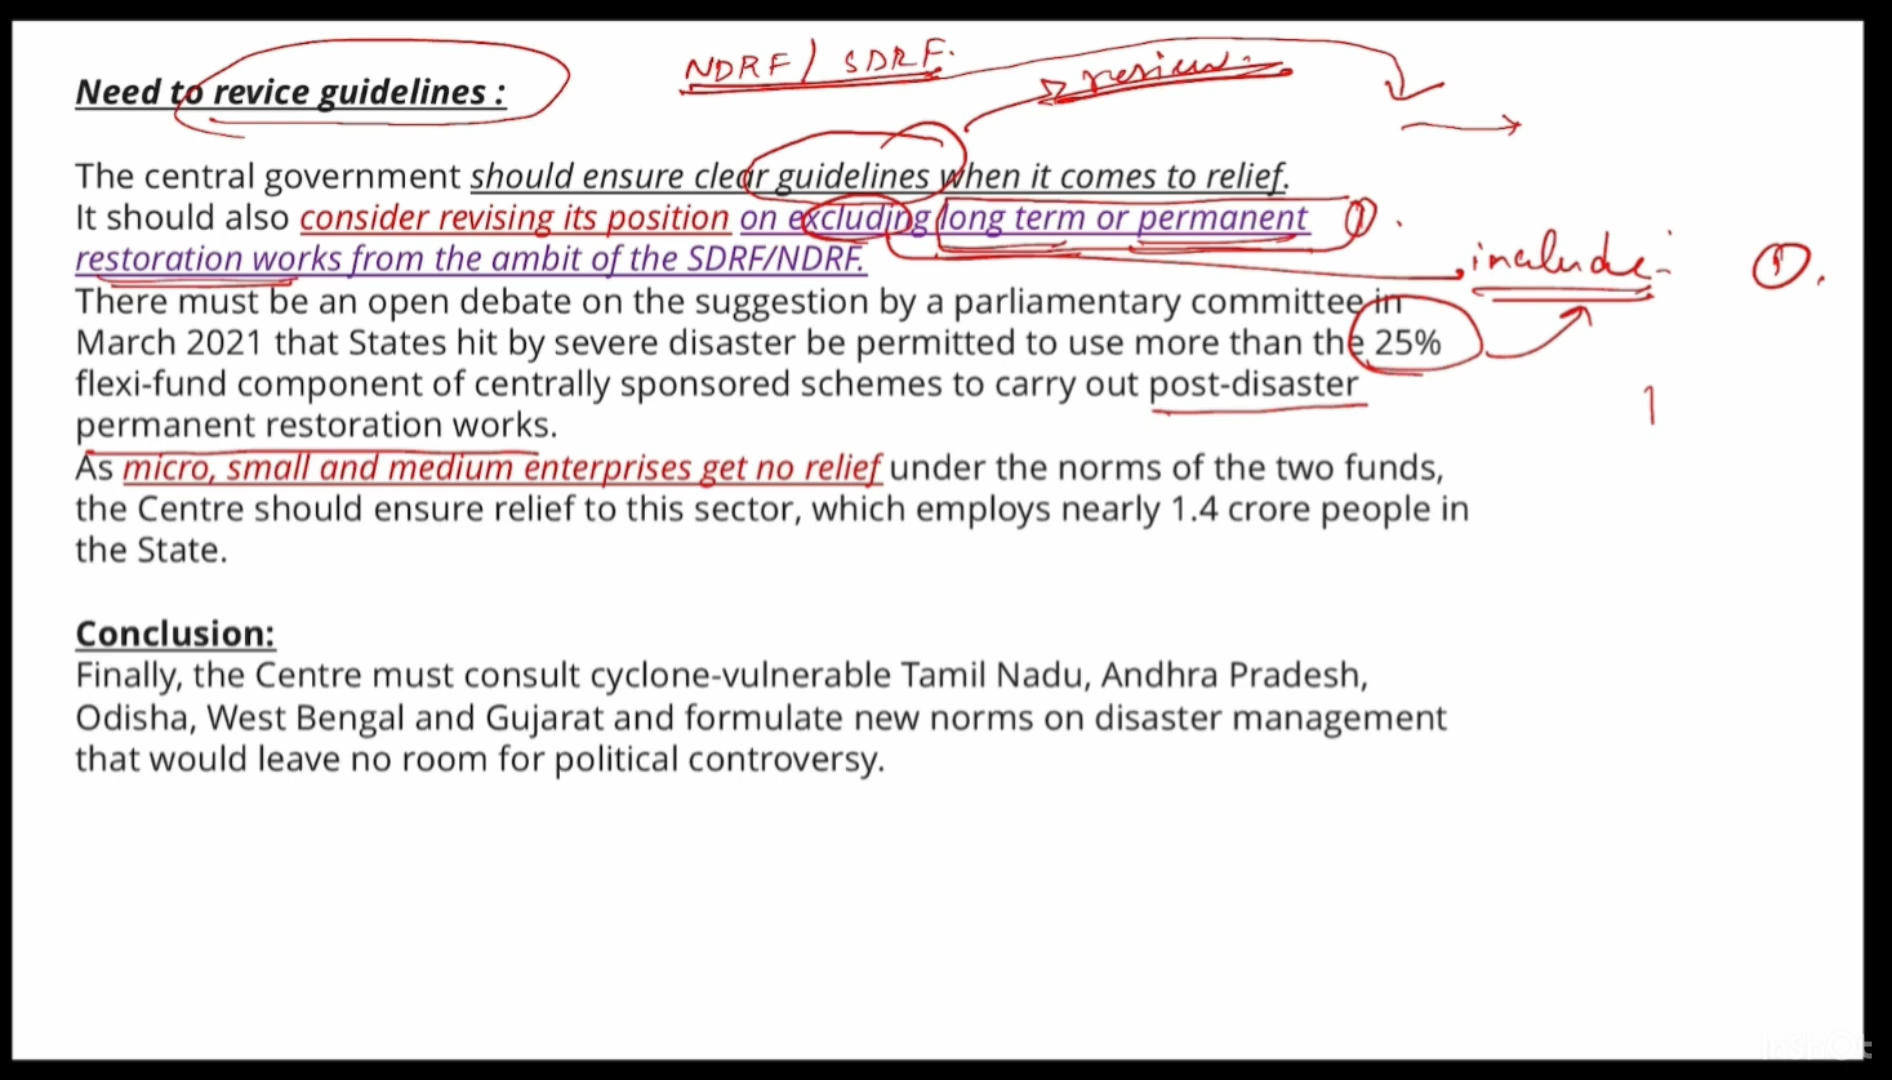 NDRF / SDRF.
review.
Need to revice guidelines :
The central government should ensure clear guidelines when it comes to relief.
It should also consider revising its position on excluding long term or permanent ①.
restoration works from the ambit of the SDRF/NDRF.
include ①.
There must be an open debate on the suggestion by a parliamentary committee in
March 2021 that States hit by severe disaster be permitted to use more than the 25%
flexi-fund component of centrally sponsored schemes to carry out post-disaster
1
permanent restoration works.
As micro, small and medium enterprises get no relief under the norms of the two funds,
the Centre should ensure relief to this sector, which employs nearly 1.4 crore people in
the State.
Conclusion:
Finally, the Centre must consult cyclone-vulnerable Tamil Nadu, Andhra Pradesh,
Odisha, West Bengal and Gujarat and formulate new norms on disaster management
that would leave no room for political controversy.